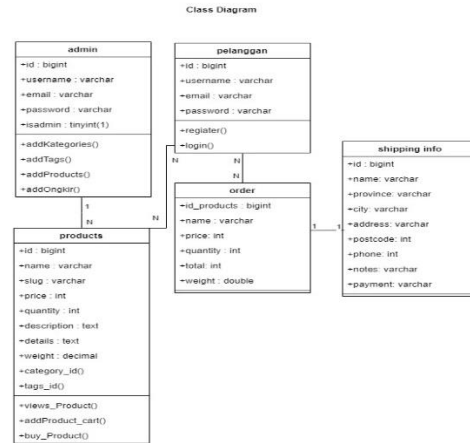 Class Diagram
admin
+id : bigint
+username : varchar
+email : varchar
+password : varchar
+isadmin : tinyint(1)
+addKategories()
+addTags()
+addProducts()
+addOngkir()
pelanggan
+id : bigint
+username : varchar
+email : varchar
+password : varchar
+register()
+login()
shipping info
+id : bigint
+name: varchar
+province: varchar
+city: varchar
+address: varchar
+postcode: int
+phone: int
+notes: varchar
+payment: varchar
order
+id_products : bigint
+name : varchar
+price: int
+quantity : int
+total: int
+weight : double
products
+id : bigint
+name : varchar
+slug : varchar
+price : int
+quantity : int
+description : text
+details : text
+weight : decimal
+category_id()
+tags_id()
+views_Product()
+addProduct_cart()
+buy_Product()
1
N
N
N
N
N
1
1